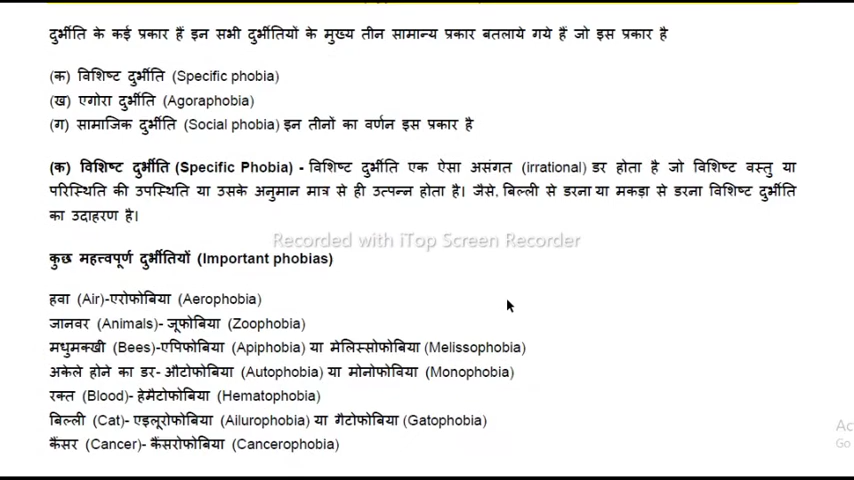 दुर्भीति के कई प्रकार हैं इन सभी दुर्भीतियों के मुख्य तीन सामान्य प्रकार बतलाये गये हैं जो इस प्रकार है
(क) विशिष्ट दुर्भीति (Specific phobia)
(ख) एगोरा दुर्भीति (Agoraphobia)
(ग) सामाजिक दुर्भीति (Social phobia) इन तीनों का वर्णन इस प्रकार है
(क) विशिष्ट दुर्भीति (Specific Phobia) - विशिष्ट दुर्भीति एक ऐसा असंगत (irrational) डर होता है जो विशिष्ट वस्तु या
परिस्थिति की उपस्थिति या उसके अनुमान मात्र से ही उत्पन्न होता है। जैसे, बिल्ली से डरना या मकड़ा से डरना विशिष्ट दुर्भीति
का उदाहरण है।
Recorded with iTop Screen Recorder
कुछ महत्त्वपूर्ण दुर्भीतियों (Important phobias)
हवा (Air)-एरोफोबिया (Aerophobia)
जानवर (Animals)- जूफोबिया (Zoophobia)
मधुमक्खी (Bees)-एपिफोबिया (Apiphobia) या मेलिस्सोफोबिया (Melissophobia)
अकेले होने का डर- औटोफोबिया (Autophobia) या मोनोफोविया (Monophobia)
रक्त (Blood)- हेमैटोफोबिया (Hematophobia)
बिल्ली (Cat)- एइलूरोफोबिया (Ailurophobia) या गैटोफोबिया (Gatophobia)
कैंसर (Cancer)- कैंसरोफोबिया (Cancerophobia)
Ac
Go